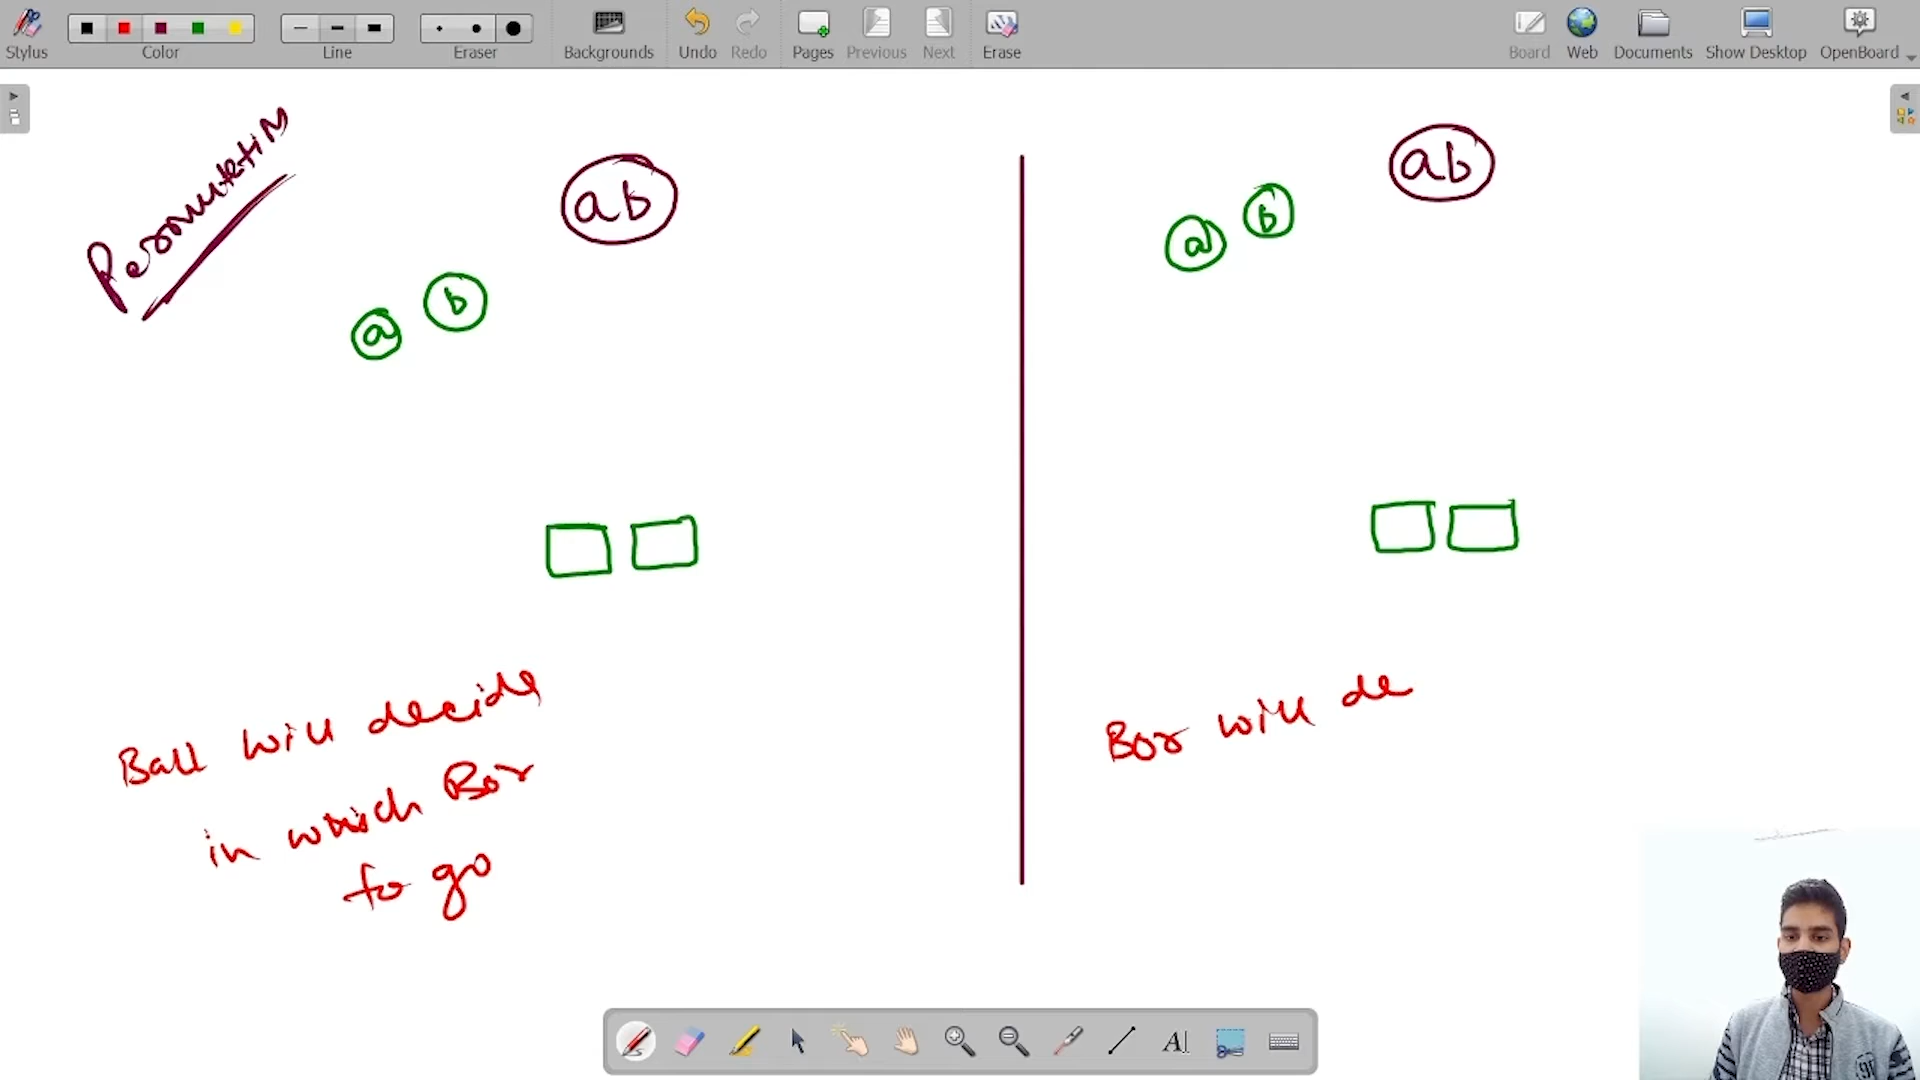 Stylus
Color
Line
Eraser
Backgrounds
Undo
Redo
Pages
Previous
Next
Erase
Board
Web
Documents
Show Desktop
OpenBoard
Permutation
ab
a b
Ball will decide
in which Box
to go
ab
a b
Box will de
A